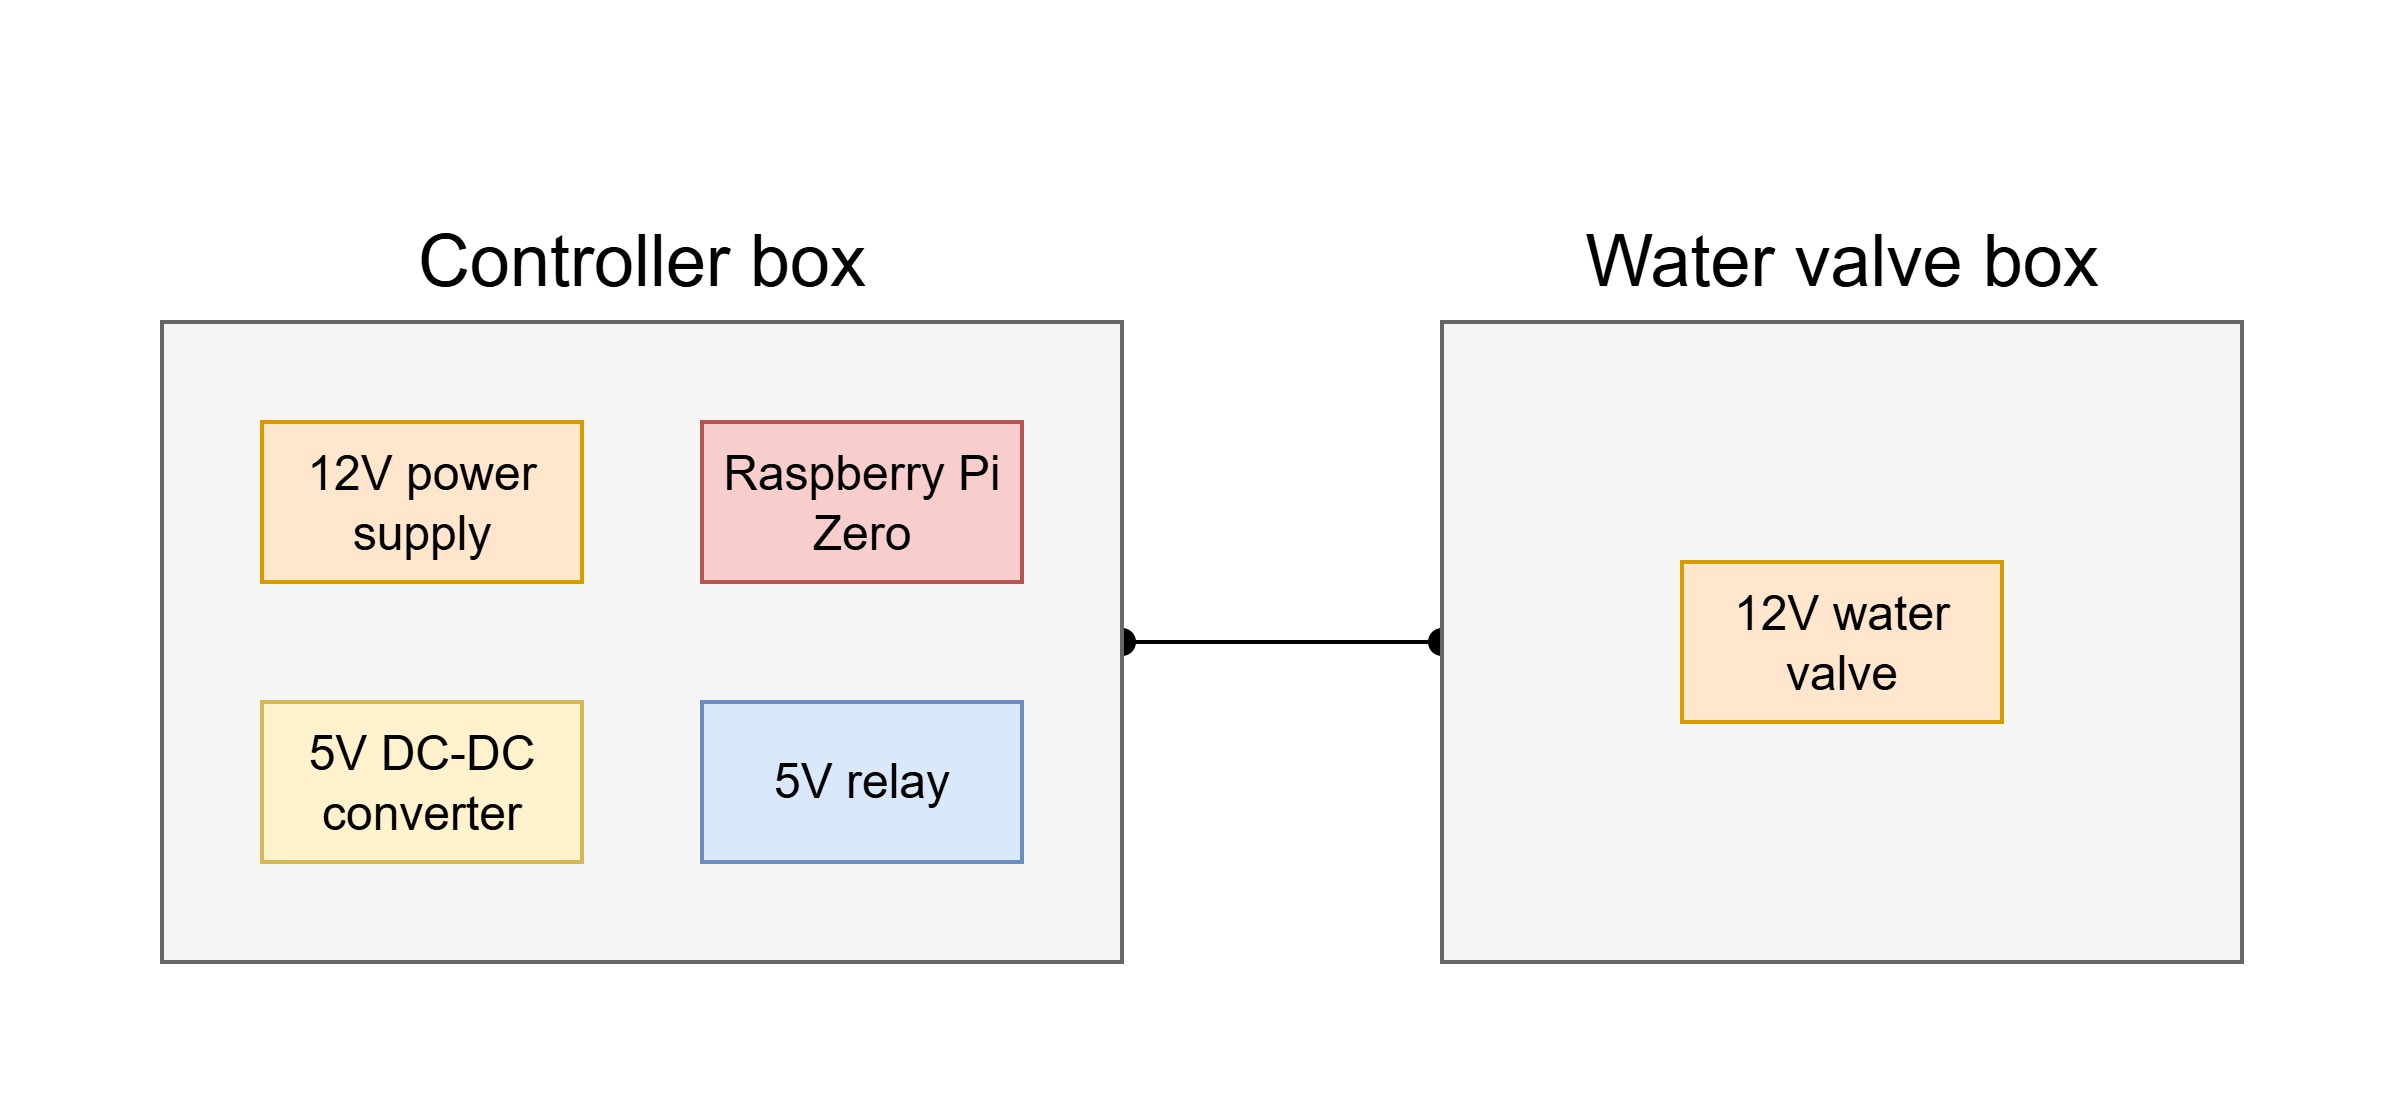 Controller box
Water valve box
12V power
supply
Raspberry Pi
Zero
5V DC-DC
converter
5V relay
12V water
valve